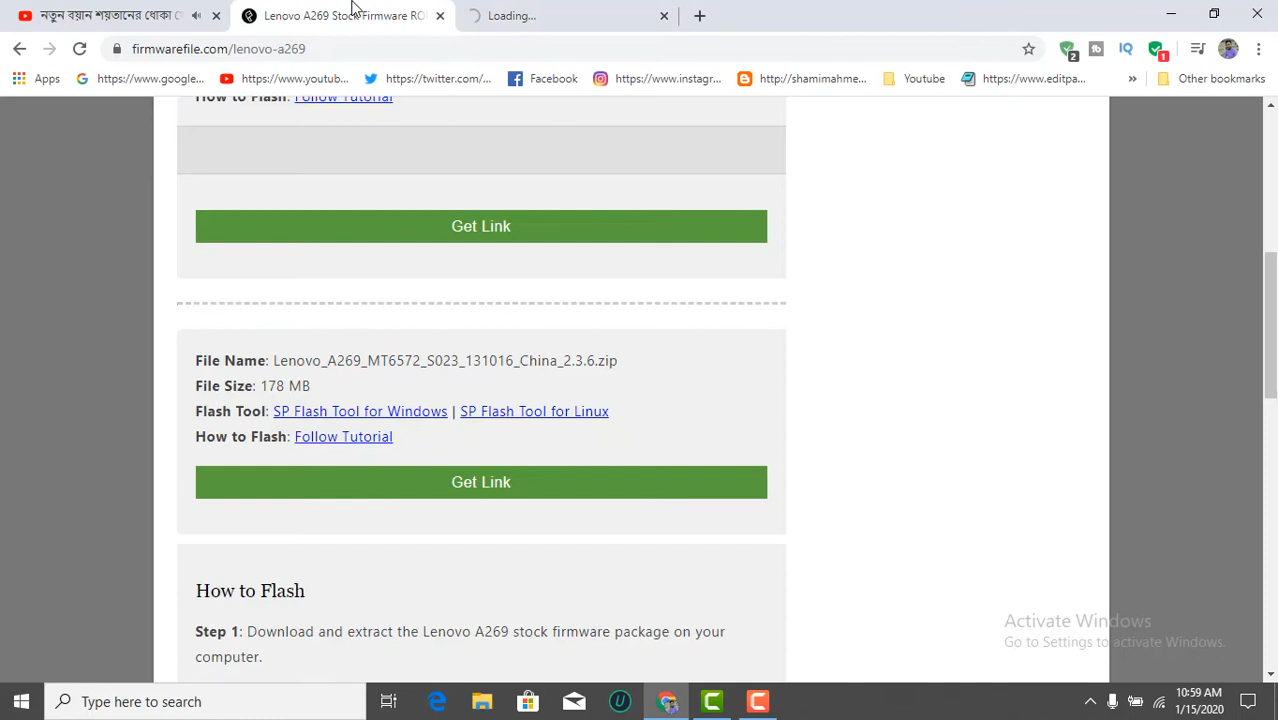 নতুন বয়ান শয়তানের ধোকা
Lenovo A269 Stock Firmware RO
Loading...
firmwarefile.com/lenovo-a269
2
IQ
1
Apps
https://www.google...
https://www.youtub...
https://twitter.com/...
Facebook
https://www.instagr...
http://shamimahme...
Youtube
https://www.editpa...
»
Other bookmarks
How to Flash: Follow Tutorial
Get Link
File Name: Lenovo_A269_MT6572_S023_131016_China_2.3.6.zip
File Size: 178 MB
Flash Tool: SP Flash Tool for Windows | SP Flash Tool for Linux
How to Flash: Follow Tutorial
Get Link
How to Flash
Step 1: Download and extract the Lenovo A269 stock firmware package on your
computer.
Activate Windows
Go to Settings to activate Windows.
Type here to search
10:59 AM
1/15/2020